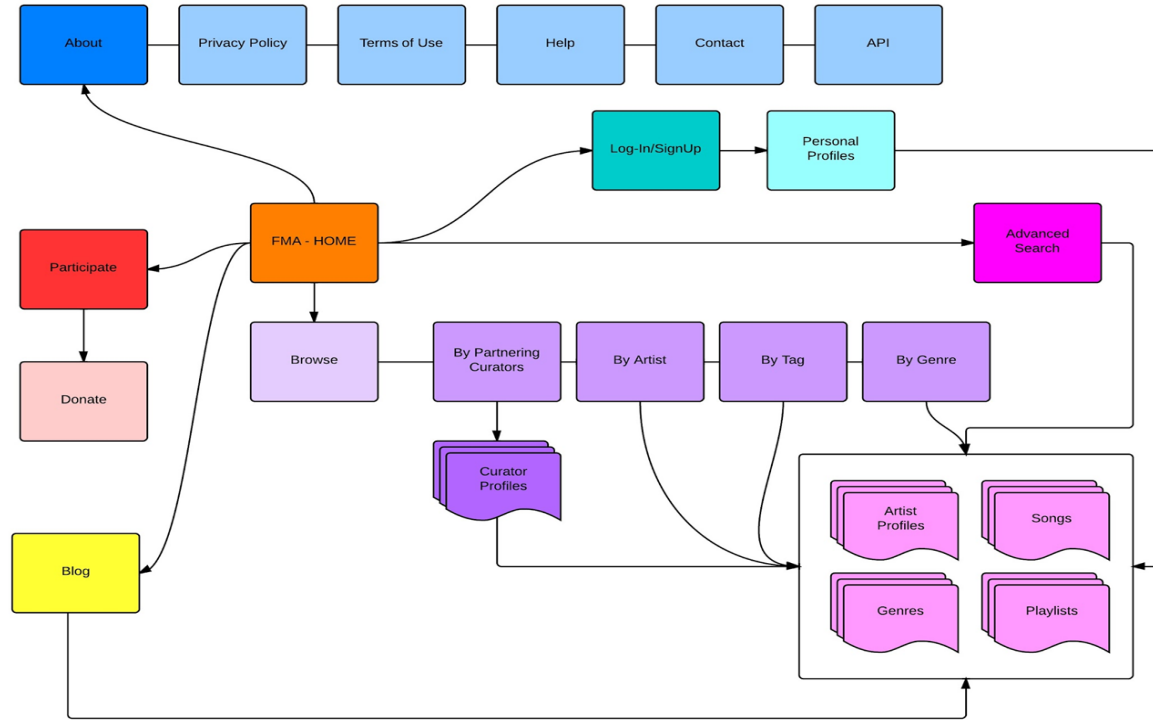 About
Privacy Policy
Terms of Use
Help
Contact
API
Log-In/SignUp
Personal
Profiles
FMA - HOME
Advanced
Search
Participate
Browse
By Partnering
Curators
By Artist
By Tag
By Genre
Donate
Curator
Profiles
Artist
Profiles
Songs
Blog
Genres
Playlists